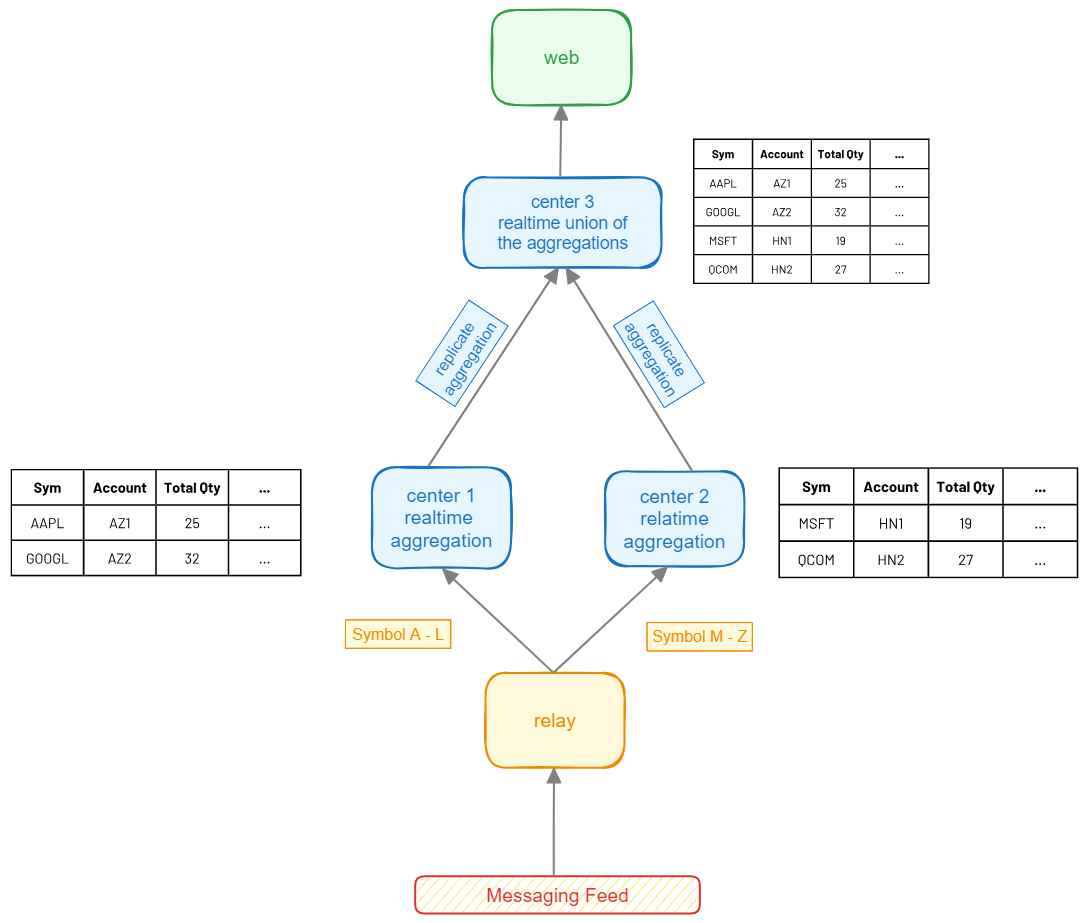 web
center 3
realtime union of
the aggregations
Sym Account Total Qty ...
AAPL AZ1 25 ...
GOOGL AZ2 32 ...
MSFT HN1 19 ...
QCOM HN2 27 ...
replicate
aggregation
replicate
aggregation
Sym Account Total Qty ...
AAPL AZ1 25 ...
GOOGL AZ2 32 ...
center 1
realtime
aggregation
center 2
relatime
aggregation
Sym Account Total Qty ...
MSFT HN1 19 ...
QCOM HN2 27 ...
Symbol A - L
Symbol M - Z
relay
Messaging Feed